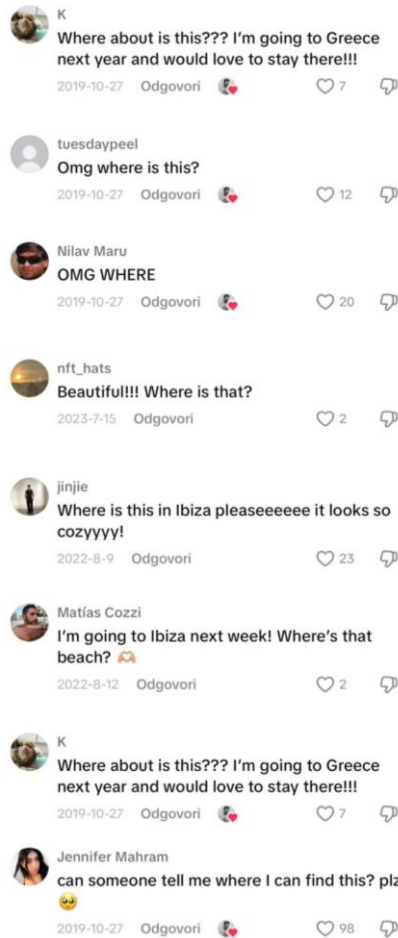 K
Where about is this??? I'm going to Greece
next year and would love to stay there!!!
2019-10-27 Odgovori 7
tuesdaypeel
Omg where is this?
2019-10-27 Odgovori 12
Nilav Maru
OMG WHERE
2019-10-27 Odgovori 20
nft_hats
Beautiful!!! Where is that?
2023-7-15 Odgovori 2
jinjie
Where is this in Ibiza pleaseeeeee it looks so
cozyyyy!
2022-8-9 Odgovori 23
Matías Cozzi
I'm going to Ibiza next week! Where's that
beach? 🫶🏼
2022-8-12 Odgovori 2
K
Where about is this??? I'm going to Greece
next year and would love to stay there!!!
2019-10-27 Odgovori 7
Jennifer Mahram
can someone tell me where I can find this? plz
🥺
2019-10-27 Odgovori 98